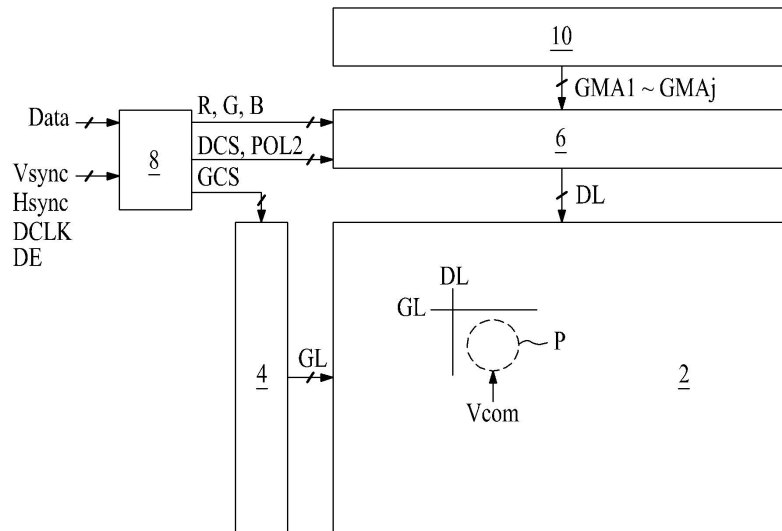 10
GMA1 ~ GMAj
Data
R, G, B
8
6
DCS, POL2
Vsync
GCS
Hsync
DL
DCLK
DE
DL
GL
P
GL
4
2
Vcom